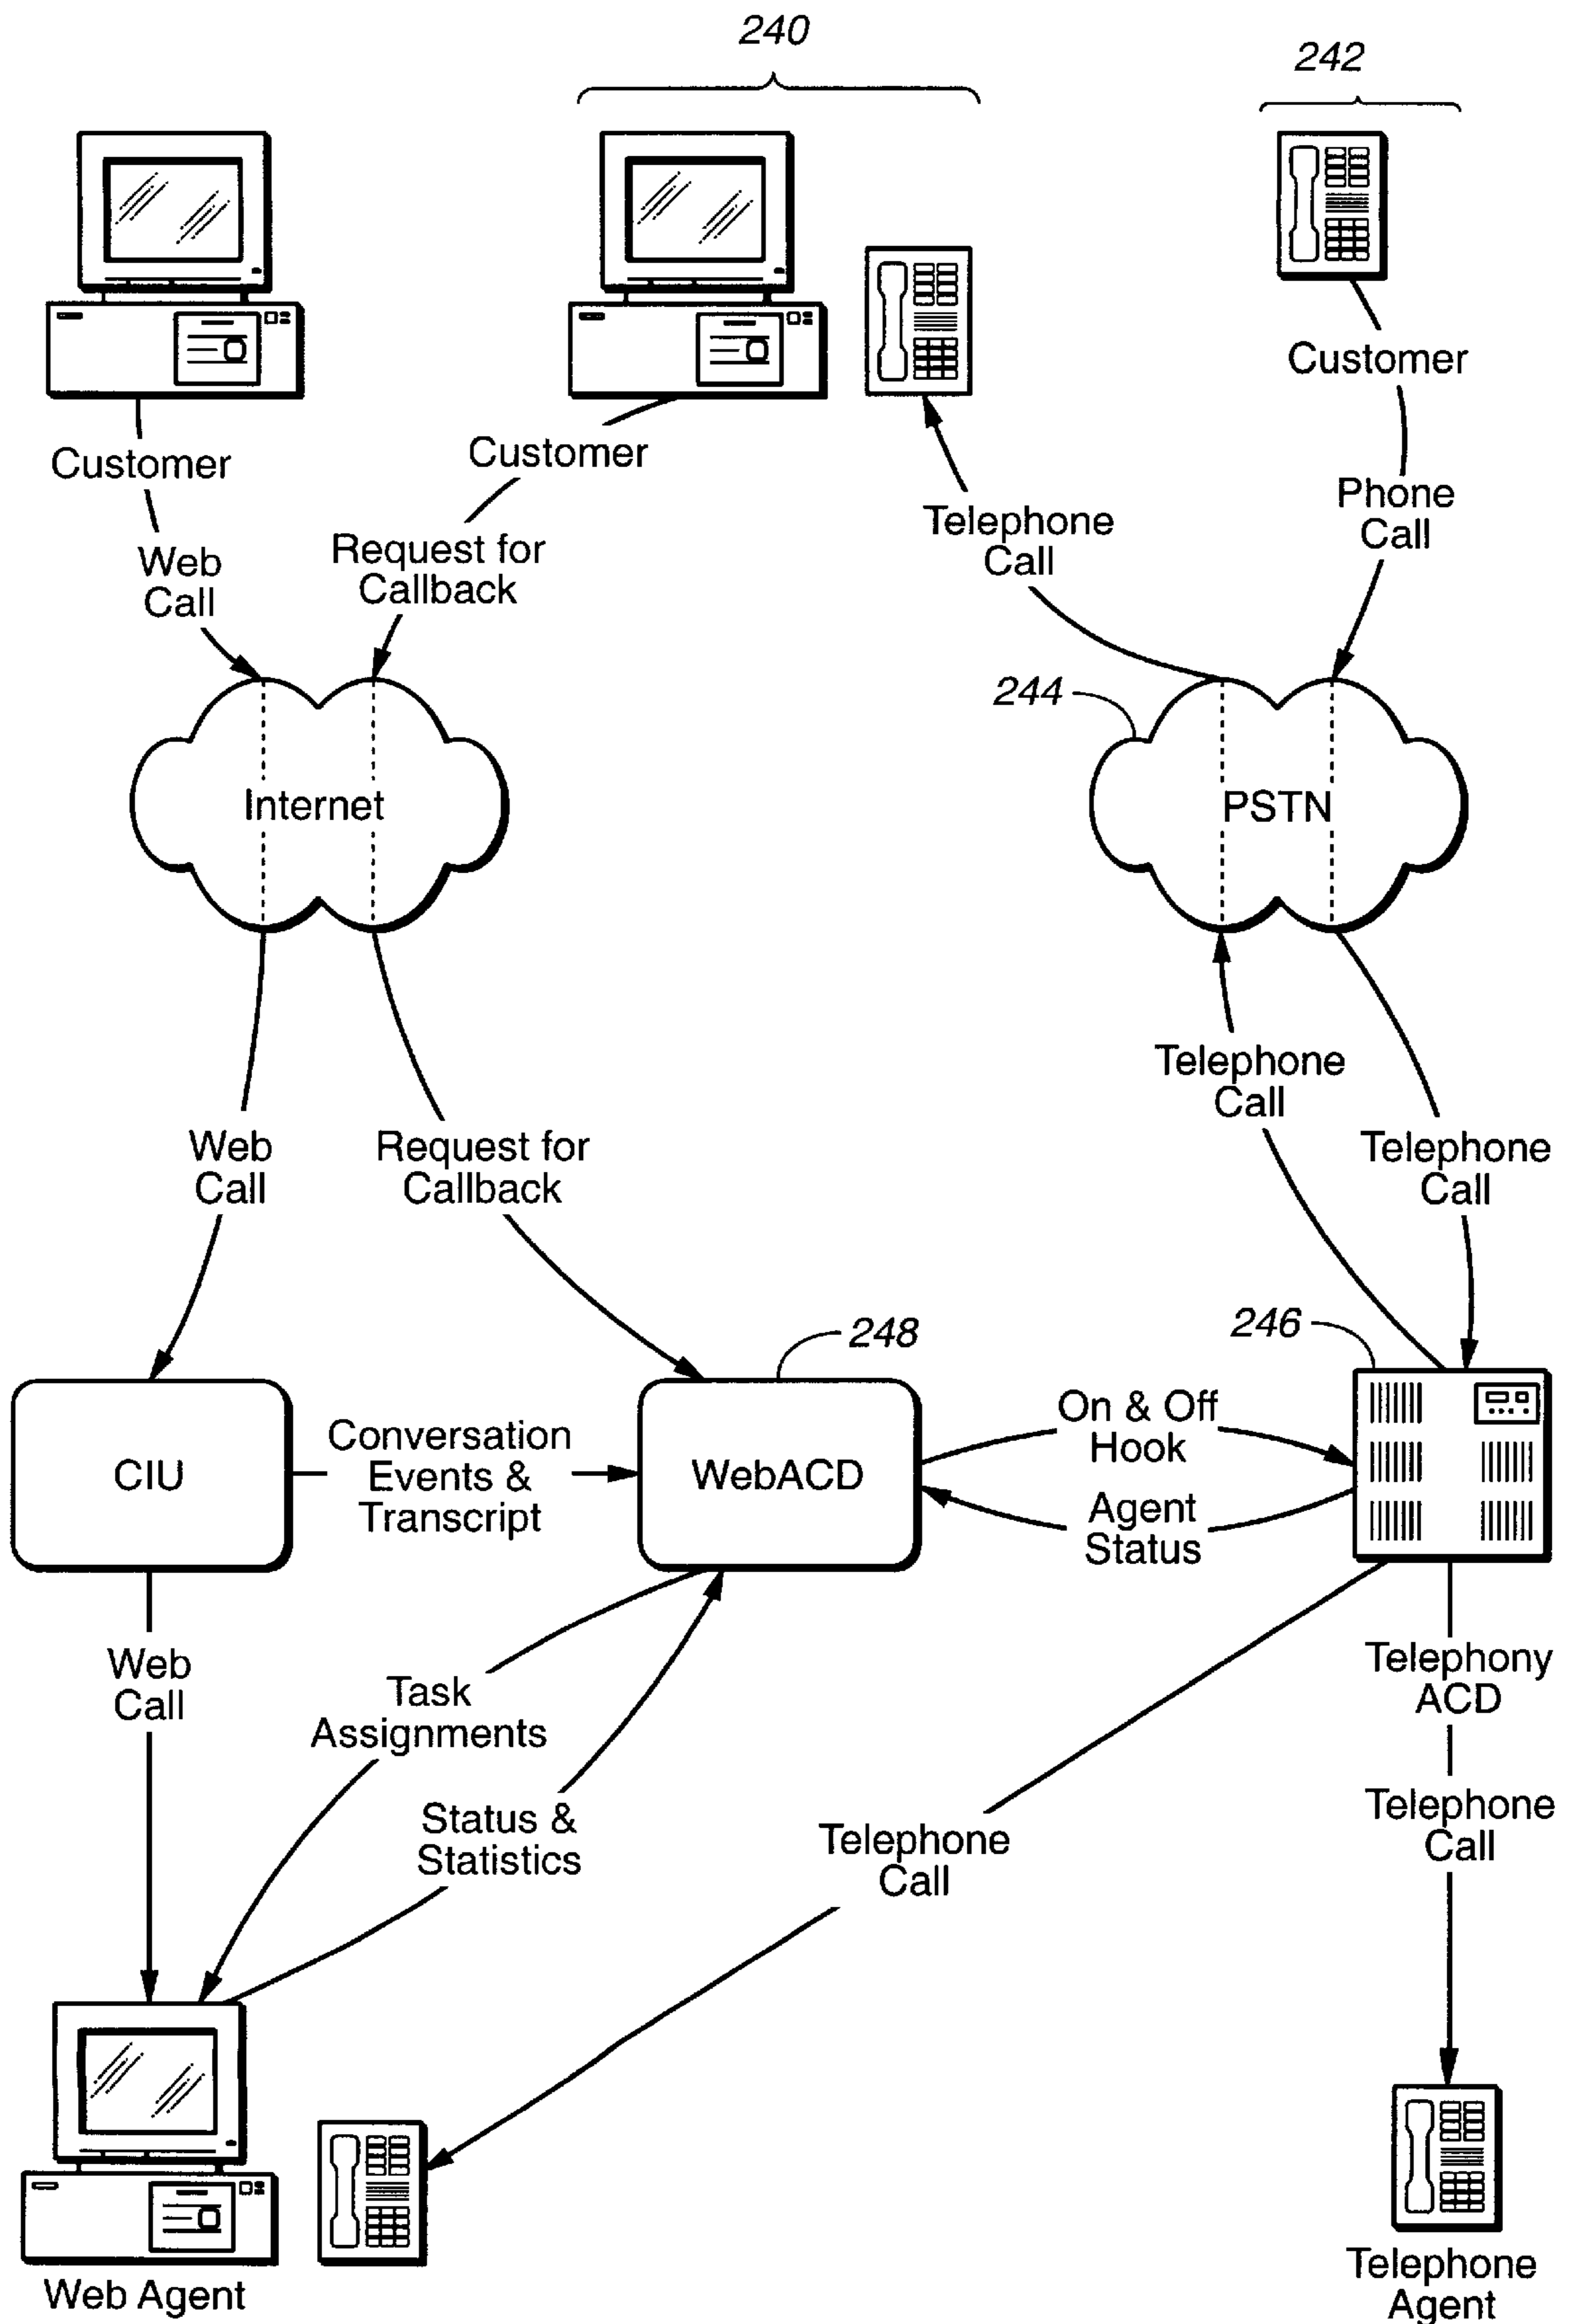 240
242
Customer
Customer
Customer
Web
Call
Request for
Callback
Telephone
Call
Phone
Call
244
Internet
PSTN
Web
Call
Request for
Callback
Telephone
Call
Telephone
Call
248
246
CIU
Conversation
Events &
Transcript
WebACD
On & Off
Hook
Agent
Status
Web
Call
Task
Assignments
Status &
Statistics
Telephone
Call
Telephony
ACD
Telephone
Call
Web Agent
Telephone
Agent